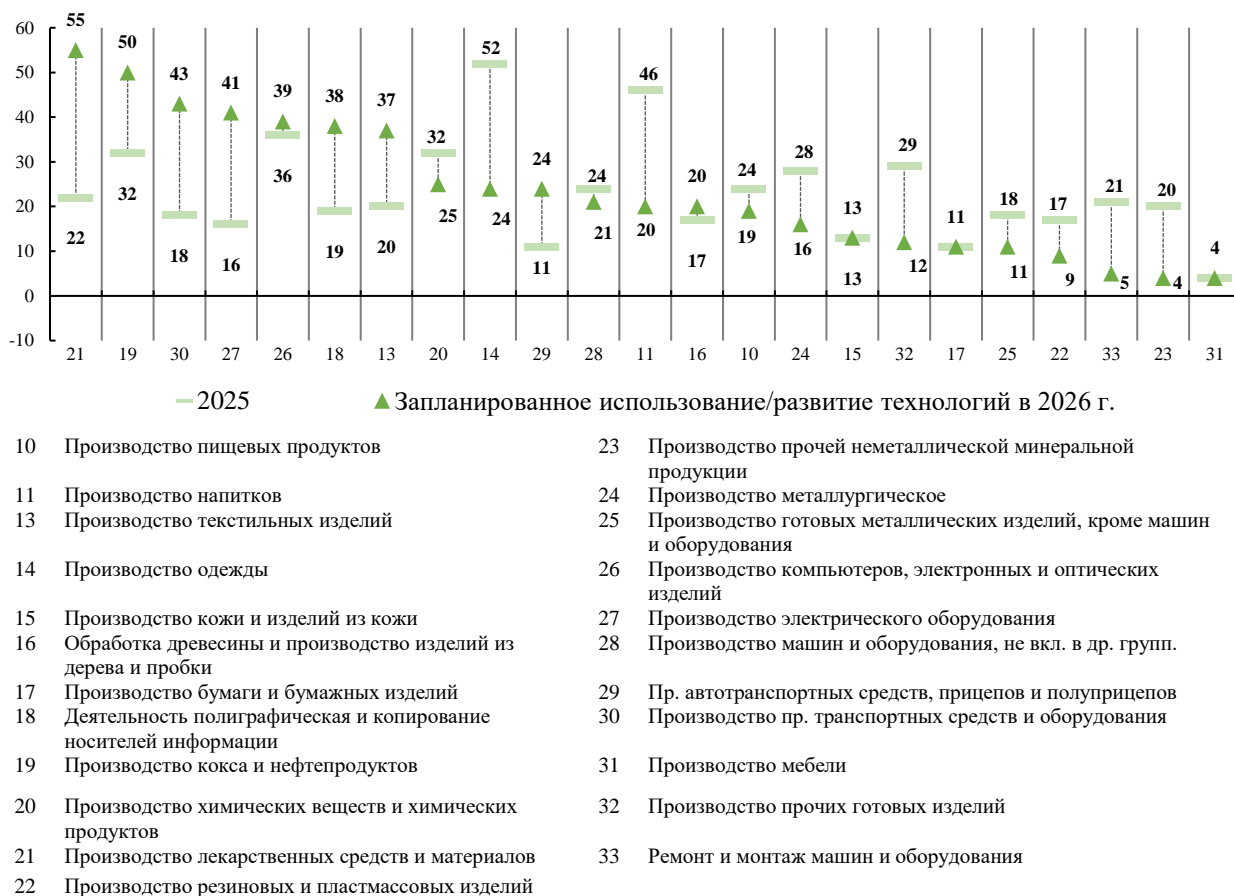 60
50
40
30
20
10
0
-10
55 50 43 41 39 38 37 32 52 24 24 46 20 24 28 13 29 11 18 17 21 20 4
22 32 18 16 36 19 20 25 24 11 21 20 17 19 16 13 12 11 9 5 4
21 19 30 27 26 18 13 20 14 29 28 11 16 10 24 15 32 17 25 22 33 23 31
2025 Запланированное использование/развитие технологий в 2026 г.
10 Производство пищевых продуктов
11 Производство напитков
13 Производство текстильных изделий
14 Производство одежды
15 Производство кожи и изделий из кожи
16 Обработка древесины и производство изделий из
дерева и пробки
17 Производство бумаги и бумажных изделий
18 Деятельность полиграфическая и копирование
носителей информации
19 Производство кокса и нефтепродуктов
20 Производство химических веществ и химических
продуктов
21 Производство лекарственных средств и материалов
22 Производство резиновых и пластмассовых изделий
23 Производство прочей неметаллической минеральной
продукции
24 Производство металлургическое
25 Производство готовых металлических изделий, кроме машин
и оборудования
26 Производство компьютеров, электронных и оптических
изделий
27 Производство электрического оборудования
28 Производство машин и оборудования, не вкл. в др. групп.
29 Пр. автотранспортных средств, прицепов и полуприцепов
30 Производство пр. транспортных средств и оборудования
31 Производство мебели
32 Производство прочих готовых изделий
33 Ремонт и монтаж машин и оборудования